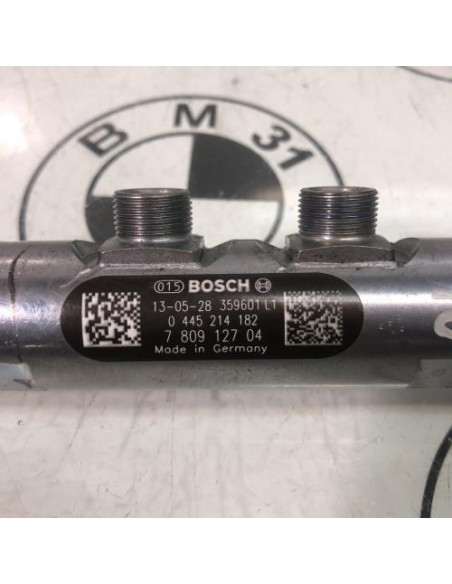 BM 31
015 BOSCH
13-05-28 359601 L1
0 445 214 182
7 809 127 04
Made in Germany